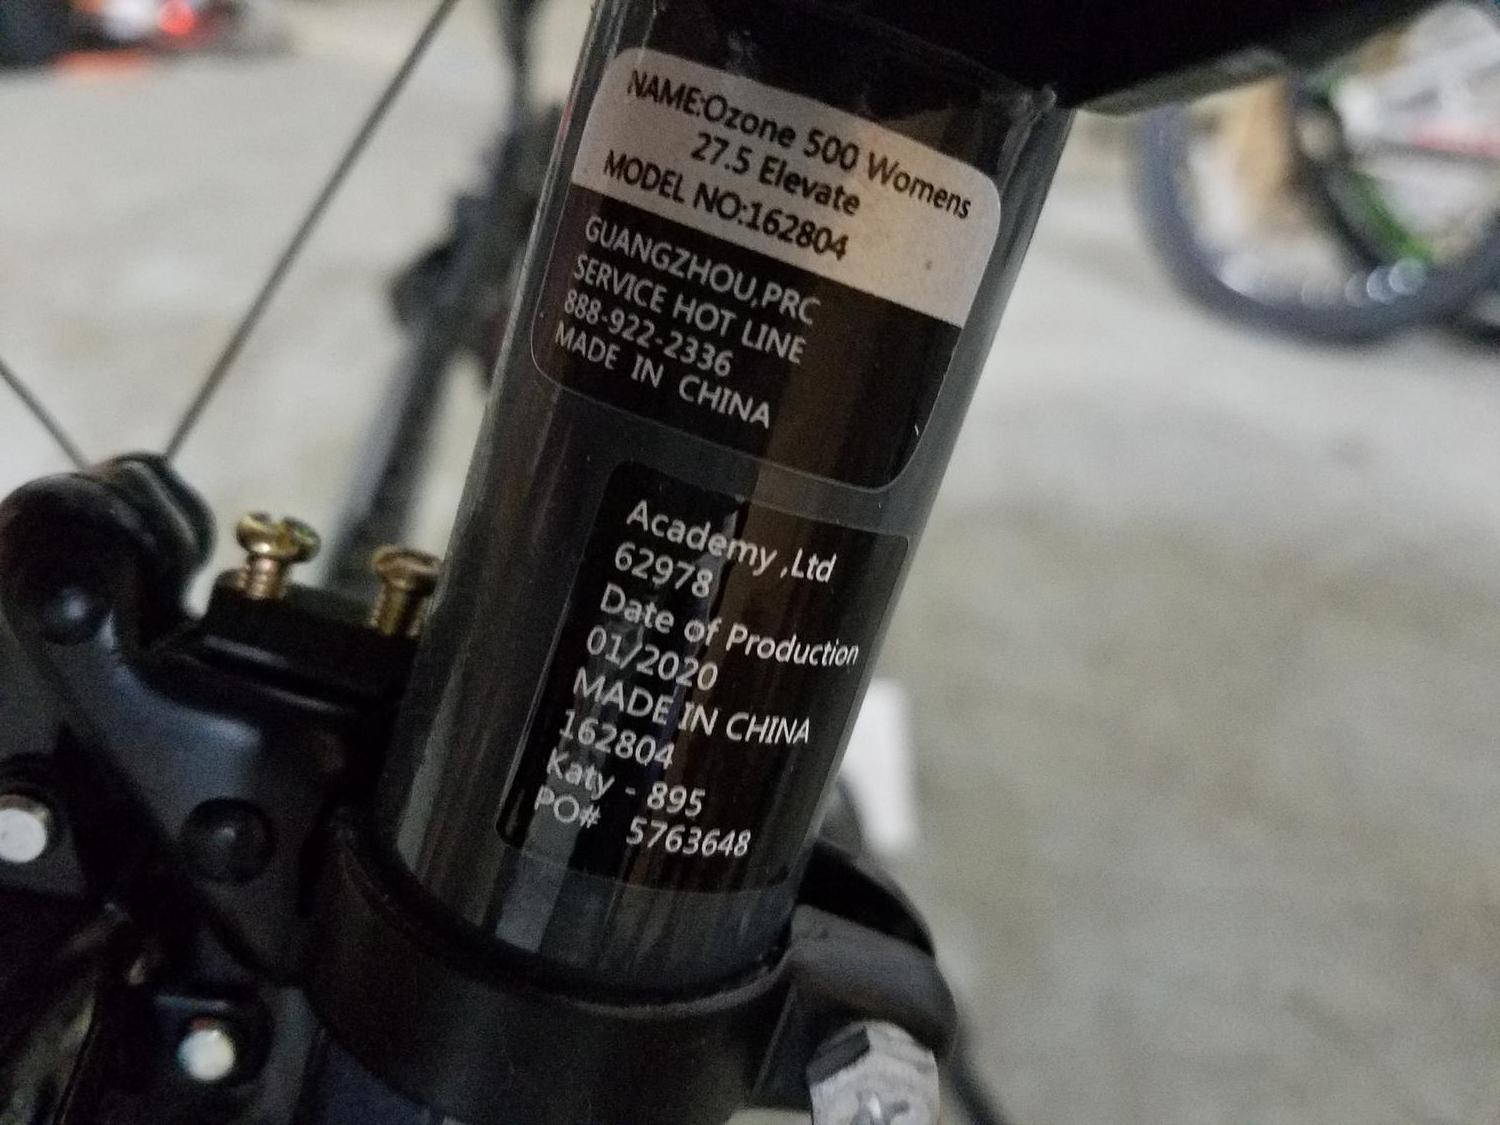 NAME:Ozone 500 Womens
27.5 Elevate
MODEL NO:162804
GUANGZHOU,PRC
SERVICE HOT LINE
888-922-2336
MADE IN CHINA
Academy ,Ltd
62978
Date of Production
01/2020
MADE IN CHINA
162804
Katy - 895
PO# 5763648